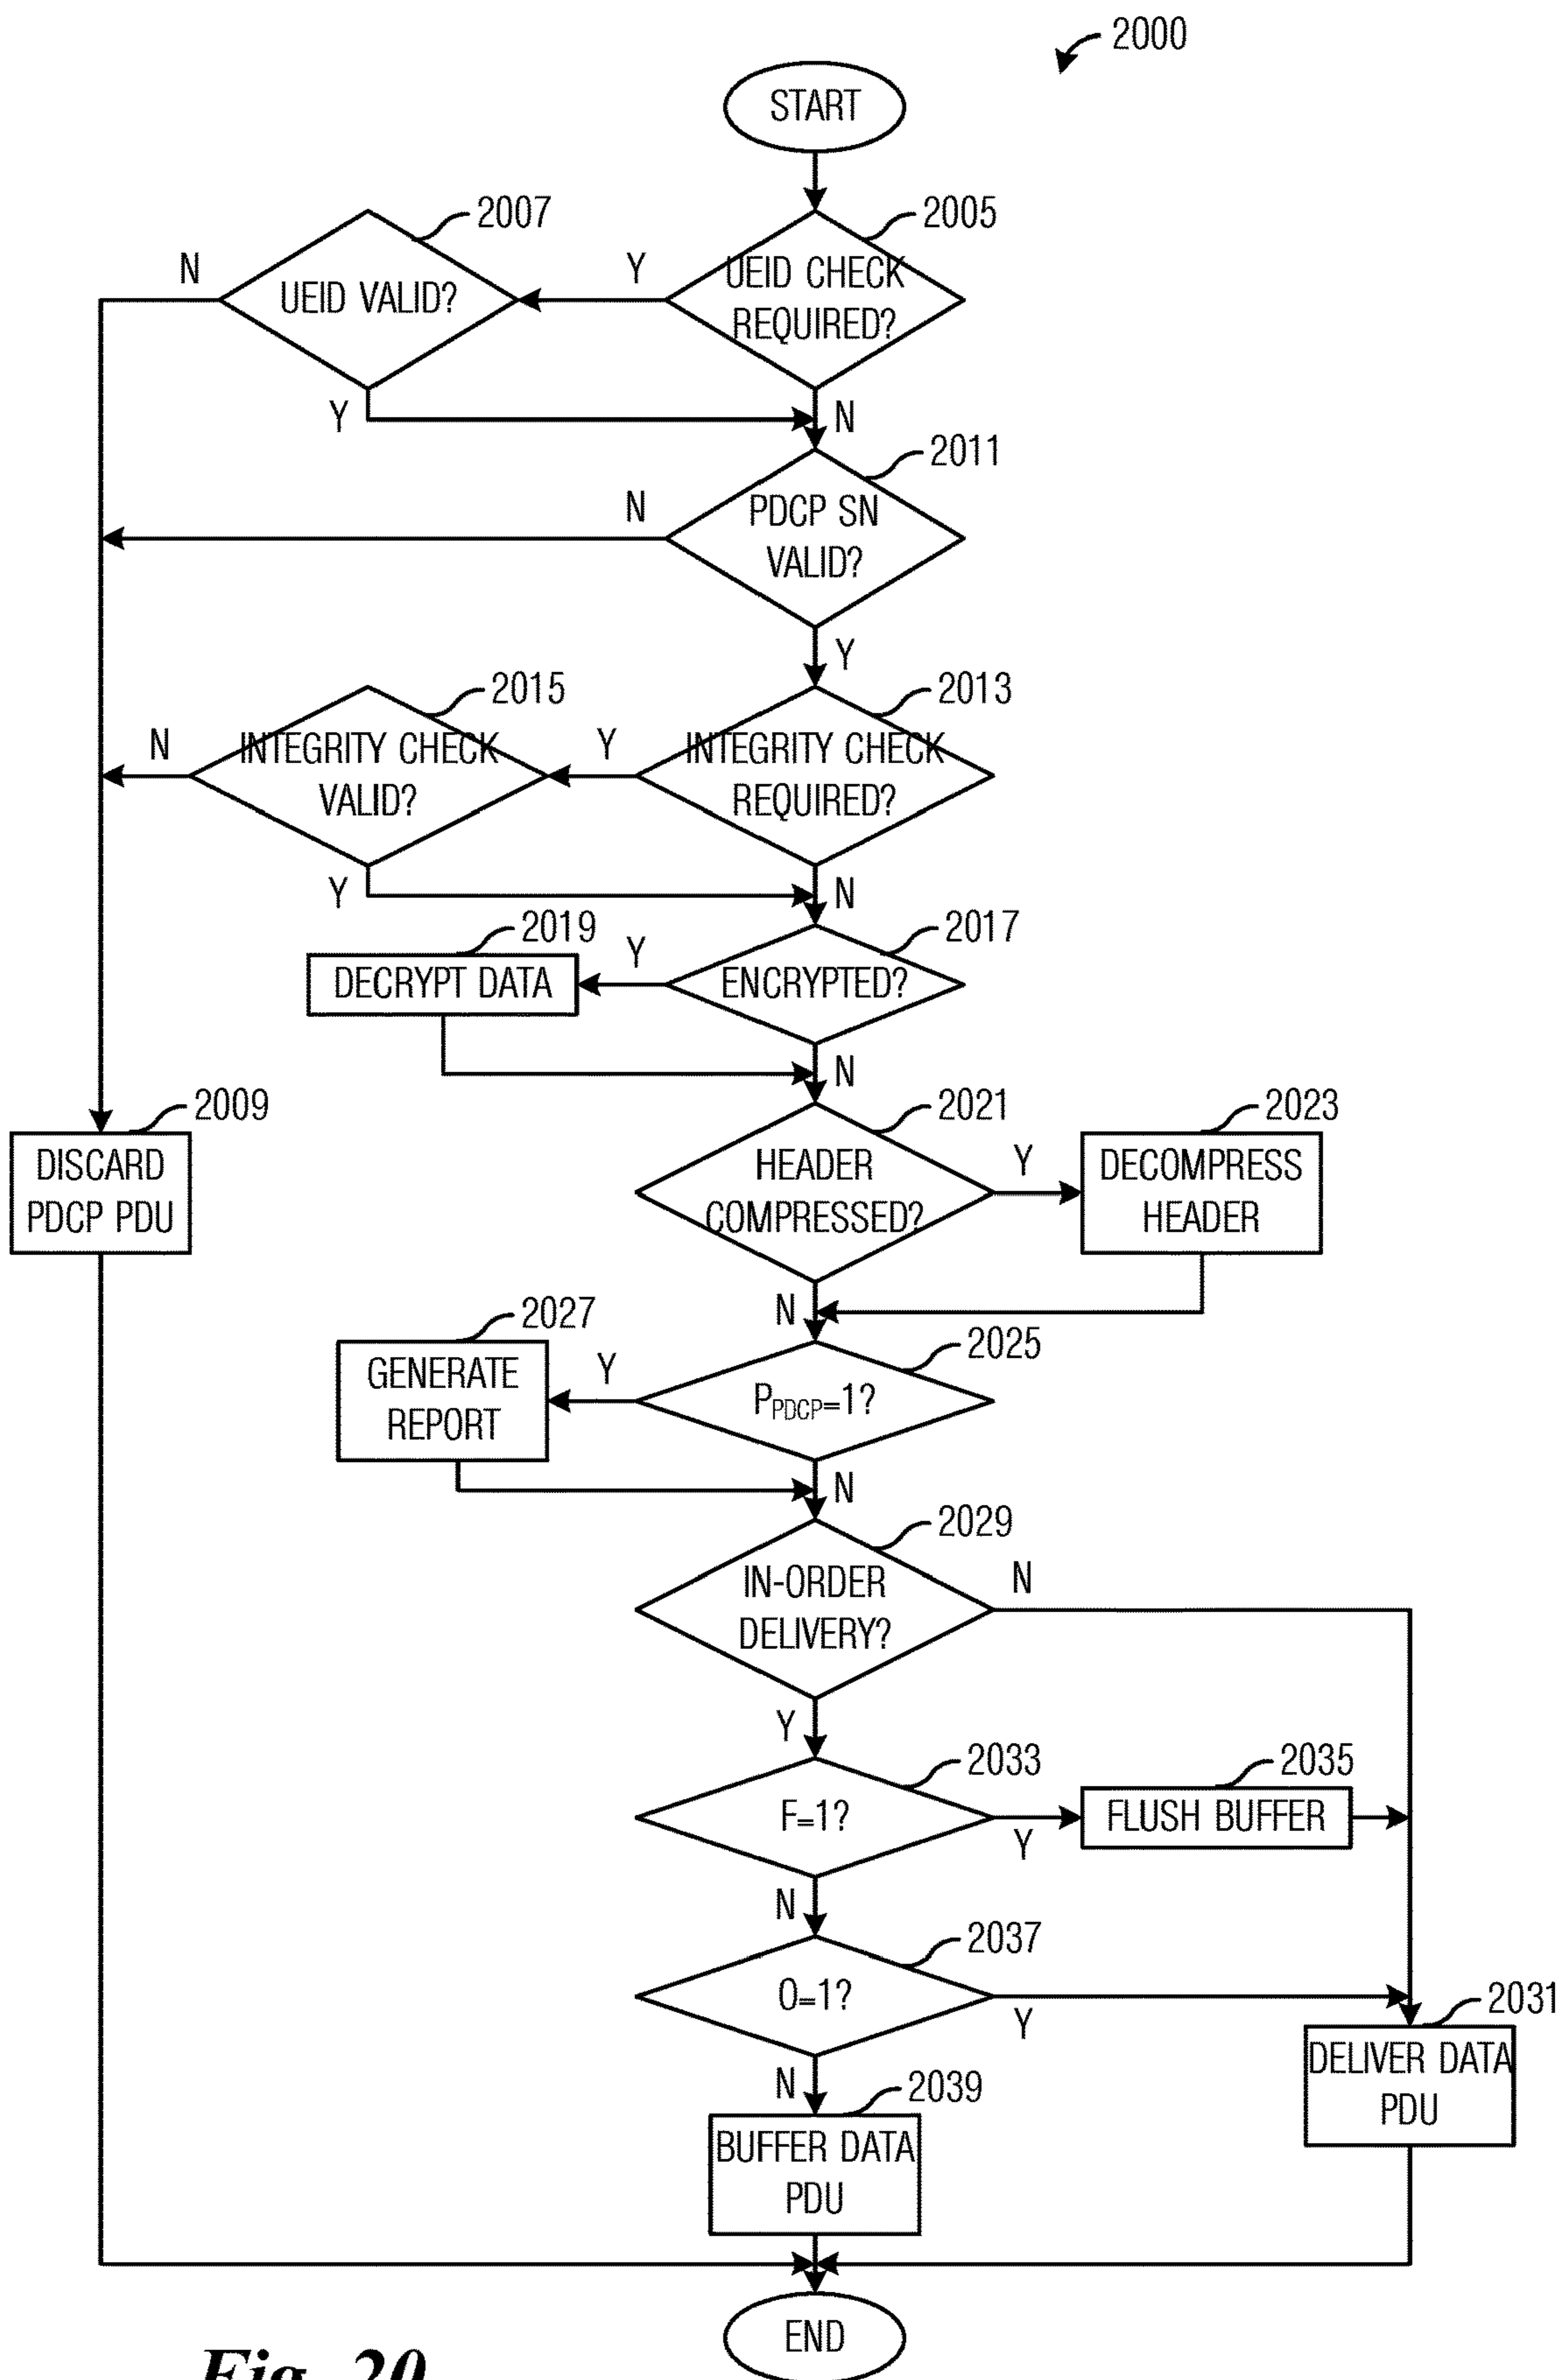 2000
START
2007
2005
N
UEID VALID?
Y
UEID CHECK
REQUIRED?
Y
N
2011
N
PDCP SN
VALID?
Y
2015
2013
N
INTEGRITY CHECK
VALID?
Y
INTEGRITY CHECK
REQUIRED?
Y
N
2019
2017
DECRYPT DATA
Y
ENCRYPTED?
N
2009
2021
2023
DISCARD
PDCP PDU
HEADER
COMPRESSED?
Y
DECOMPRESS
HEADER
N
2027
2025
GENERATE
REPORT
Y
PPDCP=1?
N
2029
IN-ORDER
DELIVERY?
N
Y
2033
2035
F=1?
Y
FLUSH BUFFER
N
2037
O=1?
Y
2031
DELIVER DATA
PDU
N
2039
BUFFER DATA
PDU
END
Fig. 20